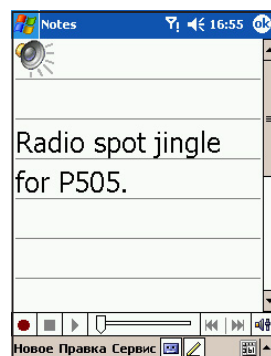 Notes 16:55 ok
Radio spot jingle
for P505.
Новое Правка Сервис